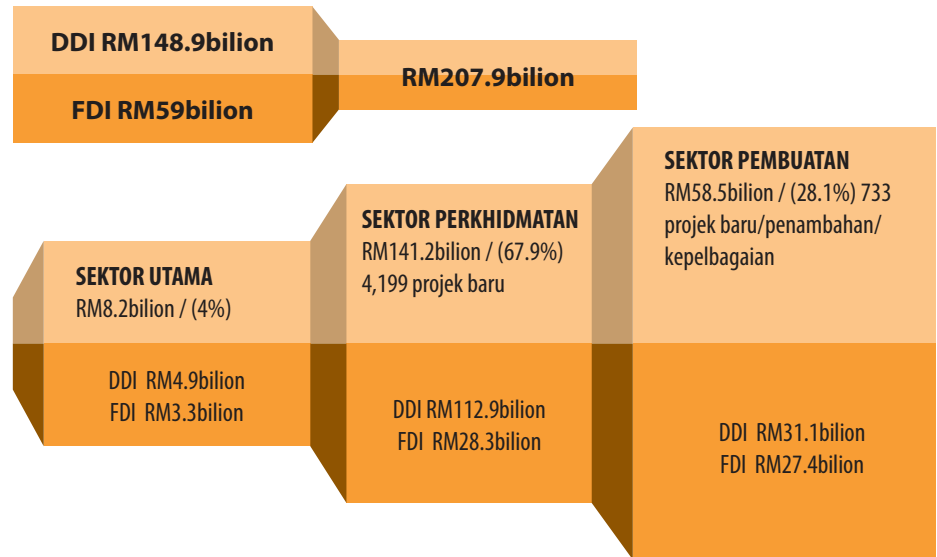 DDI RM148.9bilion
FDI RM59bilion
RM207.9bilion
SEKTOR UTAMA
RM8.2bilion / (4%)
DDI RM4.9bilion
FDI RM3.3bilion
SEKTOR PERKHIDMATAN
RM141.2bilion / (67.9%)
4,199 projek baru
DDI RM112.9bilion
FDI RM28.3bilion
SEKTOR PEMBUATAN
RM58.5bilion / (28.1%) 733
projek baru/penambahan/
kepelbagaian
DDI RM31.1bilion
FDI RM27.4bilion